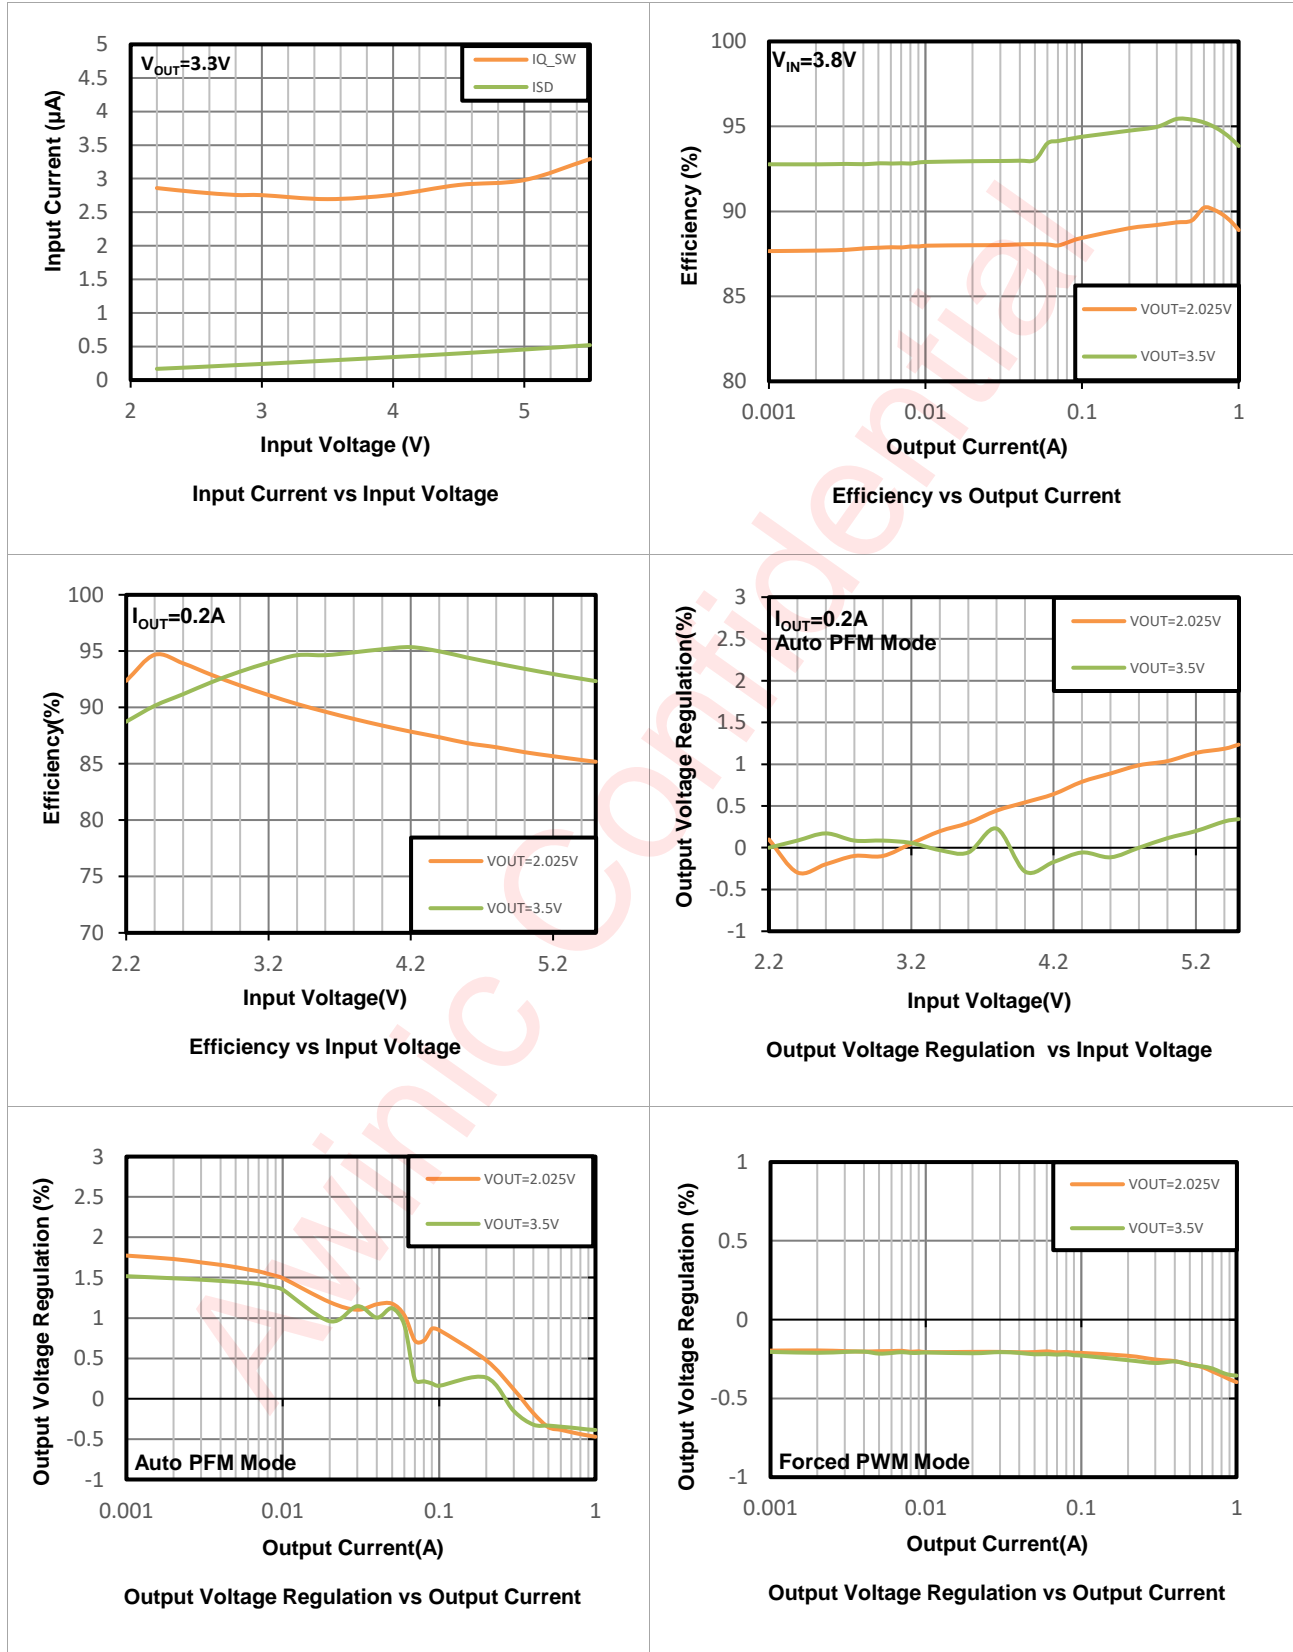 V_OUT=3.3V
IQ_SW
ISD
5
4.5
4
3.5
3
2.5
2
1.5
1
0.5
0
2
3
4
5
Input Current (µA)
Input Voltage (V)
Input Current vs Input Voltage
V_IN=3.8V
100
95
90
85
80
VOUT=2.025V
VOUT=3.5V
0.001
0.01
0.1
1
Efficiency (%)
Output Current(A)
Efficiency vs Output Current
I_OUT=0.2A
100
95
90
85
80
75
70
VOUT=2.025V
VOUT=3.5V
2.2
3.2
4.2
5.2
Efficiency(%)
Input Voltage(V)
Efficiency vs Input Voltage
I_OUT=0.2A
Auto PFM Mode
VOUT=2.025V
VOUT=3.5V
3
2.5
2
1.5
1
0.5
0
-0.5
-1
2.2
3.2
4.2
5.2
Output Voltage Regulation(%)
Input Voltage(V)
Output Voltage Regulation vs Input Voltage
VOUT=2.025V
VOUT=3.5V
3
2.5
2
1.5
1
0.5
0
-0.5
-1
Auto PFM Mode
0.001
0.01
0.1
1
Output Voltage Regulation (%)
Output Current(A)
Output Voltage Regulation vs Output Current
VOUT=2.025V
VOUT=3.5V
1
0.5
0
-0.5
-1
Forced PWM Mode
0.001
0.01
0.1
1
Output Voltage Regulation (%)
Output Current(A)
Output Voltage Regulation vs Output Current
Awinic Confidential